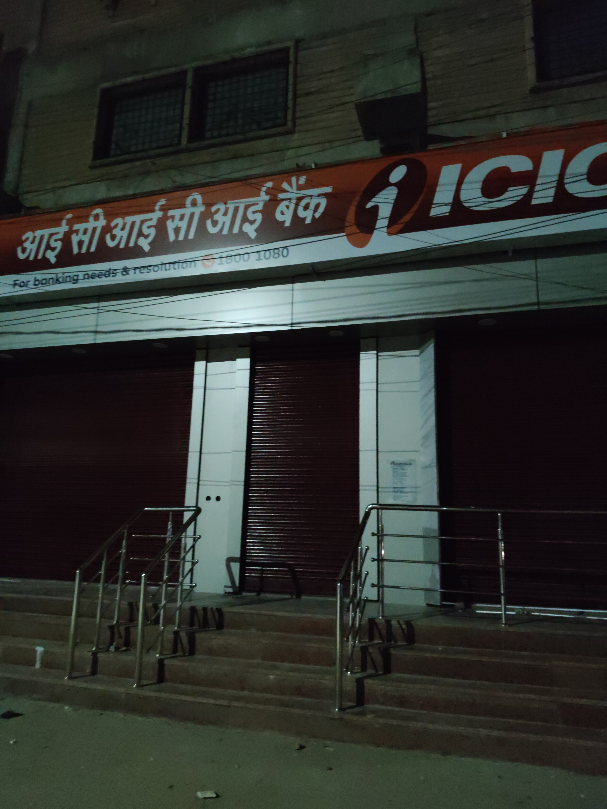 आई सी आई सी आई बैंक
ICIC
For banking needs & resolution 1800 1080